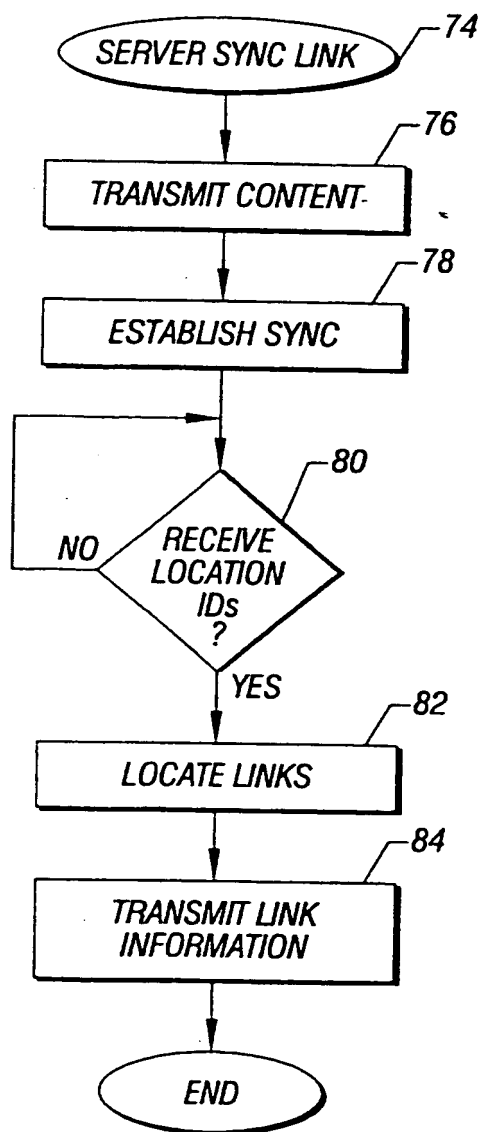 SERVER SYNC LINK
74
76
TRANSMIT CONTENT
78
ESTABLISH SYNC
80
NO
RECEIVE
LOCATION
IDs
?
YES
82
LOCATE LINKS
84
TRANSMIT LINK
INFORMATION
END